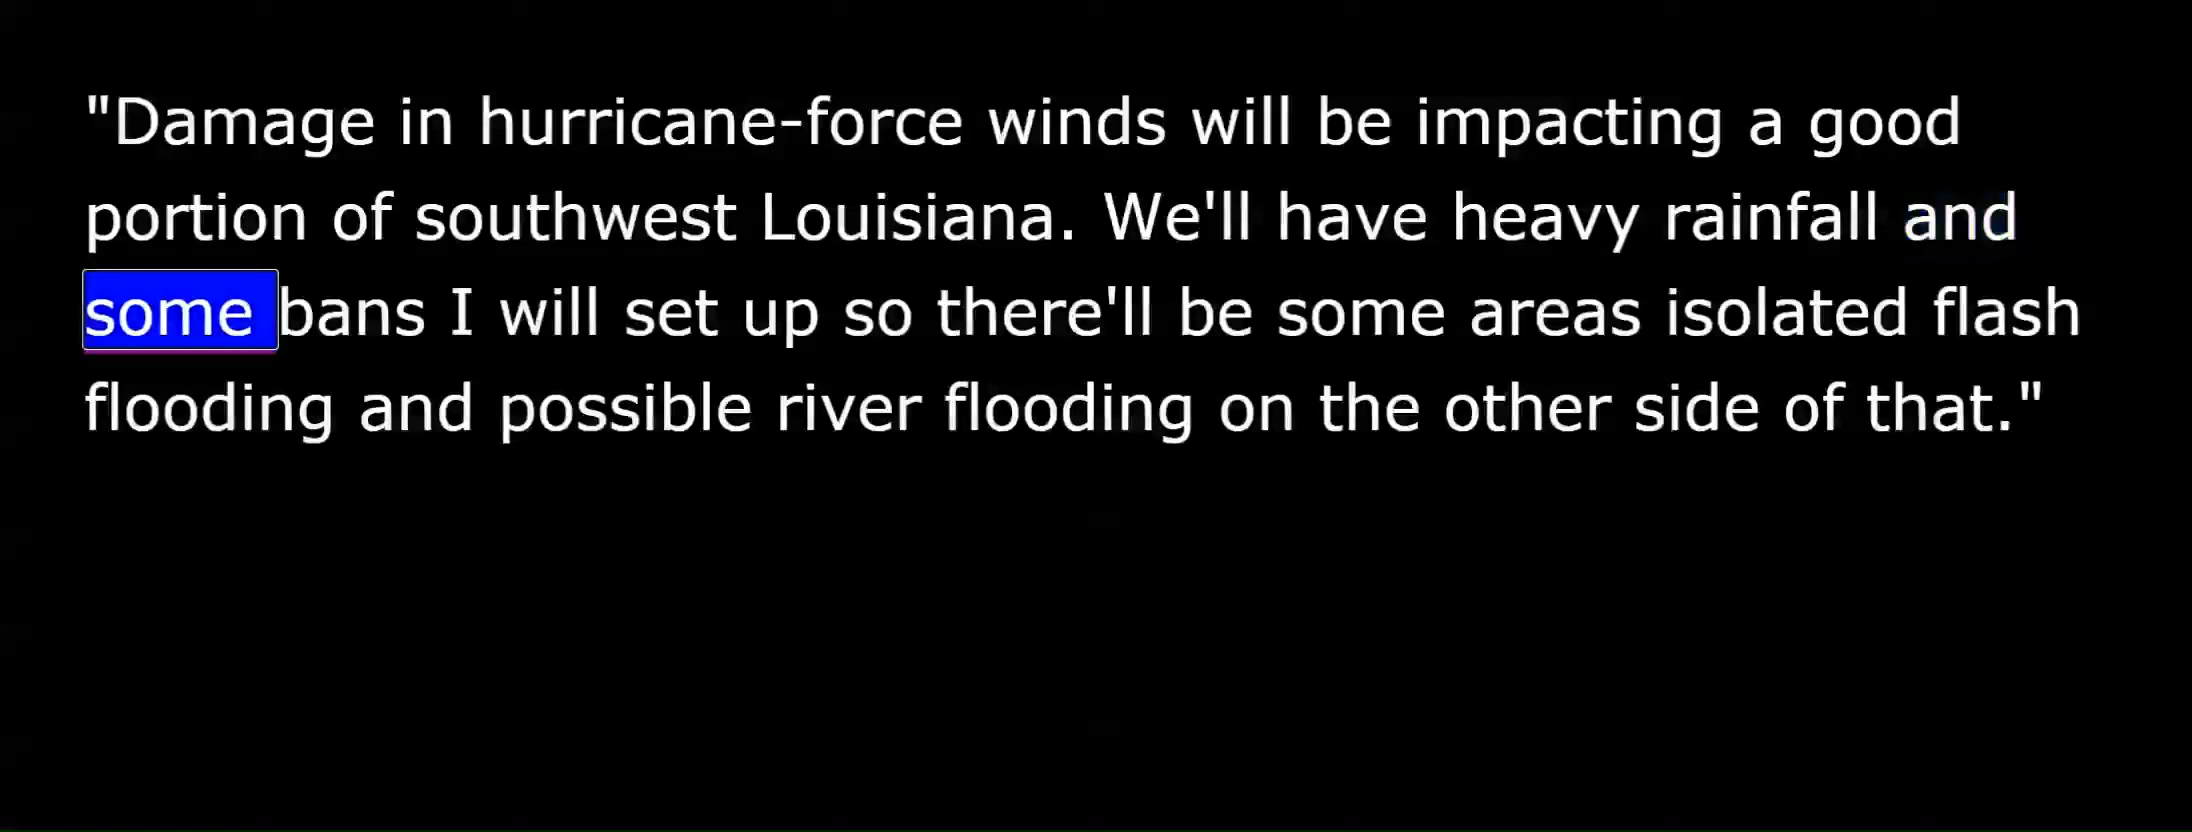 "Damage in hurricane-force winds will be impacting a good
portion of southwest Louisiana. We'll have heavy rainfall and
some bans I will set up so there'll be some areas isolated flash
flooding and possible river flooding on the other side of that."